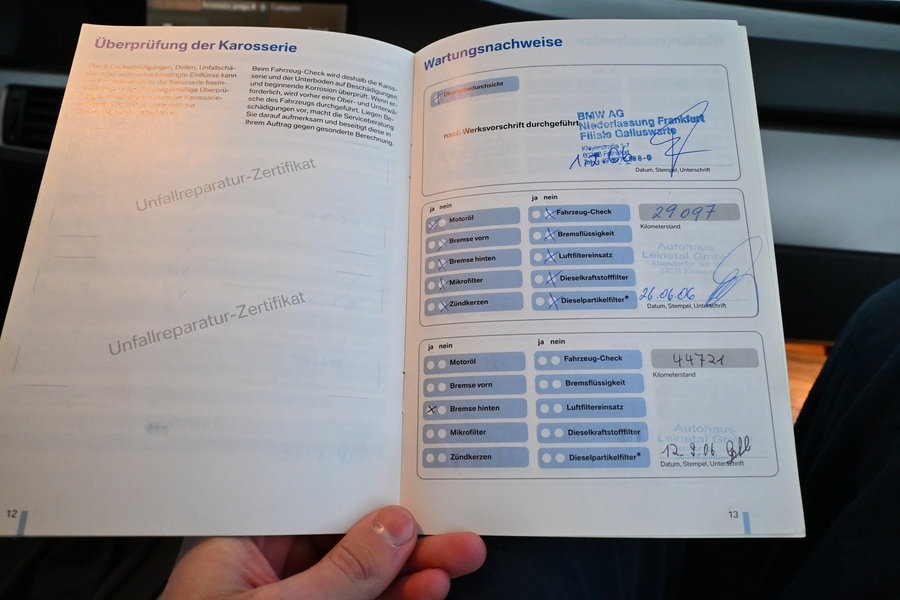 Überprüfung der Karosserie
Beim Fahrzeug-Check wird deshalb die Karos-
serie und der Unterboden auf Beschädigungen
und beginnende Korrosion überprüft. Wenn er-
forderlich, wird vorher eine Ober- und Unterwä-
sche des Fahrzeugs durchgeführt. Liegen Be-
schädigungen vor, macht die Serviceberatung
Sie darauf aufmerksam und beseitigt diese in
Ihrem Auftrag gegen gesonderte Berechnung.
Unfallreparatur-Zertifikat
Unfallreparatur-Zertifikat
12
Wartungsnachweise
nach Werksvorschrift durchgeführt
BMW AG
Niederlassung Frankfurt
Filiale Galluswarte
Datum, Stempel, Unterschrift
ja nein
Motoröl
Bremse vorn
Bremse hinten
Mikrofilter
Zündkerzen
ja nein
Fahrzeug-Check
Bremsflüssigkeit
Luftfiltereinsatz
Dieselkraftstofffilter
Dieselpartikelfilter*
29097
Kilometerstand
Autohaus
Leinetal GmbH
26.06.06
Datum, Stempel, Unterschrift
ja nein
Motoröl
Bremse vorn
Bremse hinten
Mikrofilter
Zündkerzen
ja nein
Fahrzeug-Check
Bremsflüssigkeit
Luftfiltereinsatz
Dieselkraftstofffilter
Dieselpartikelfilter*
44721
Kilometerstand
Autohaus
Leinetal
12.9.06
Datum, Stempel, Unterschrift
13